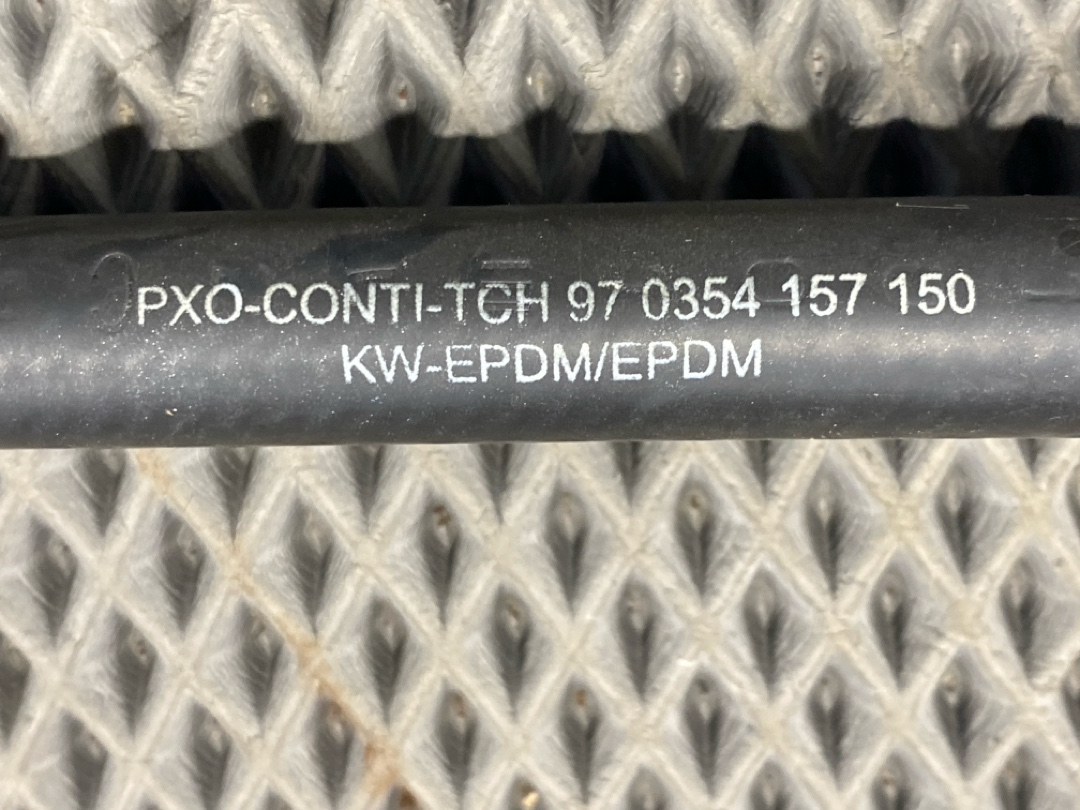 PXO-CONTI-TCH 97 0354 157 150
KW-EPDM/EPDM